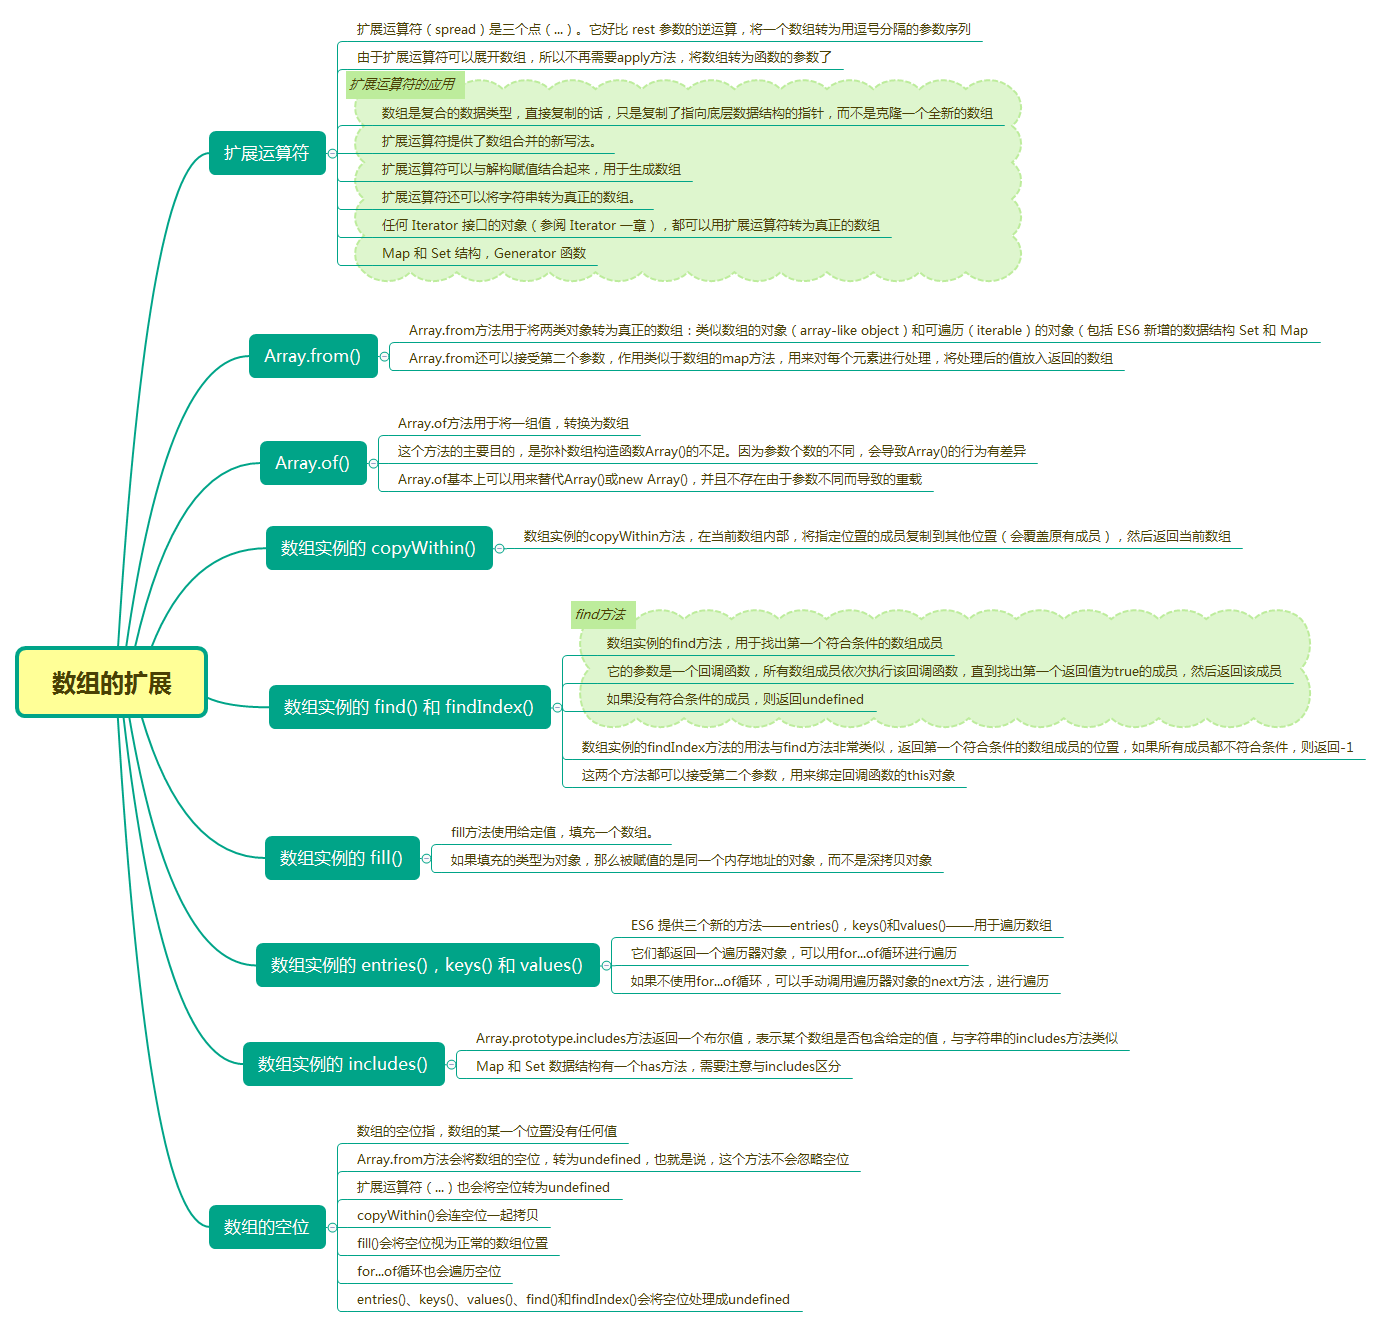 数组的扩展
扩展运算符
扩展运算符（spread）是三个点（...）。它好比 rest 参数的逆运算，将一个数组转为用逗号分隔的参数序列
由于扩展运算符可以展开数组，所以不再需要apply方法，将数组转为函数的参数了
扩展运算符的应用
数组是复合的数据类型，直接复制的话，只是复制了指向底层数据结构的指针，而不是克隆一个全新的数组
扩展运算符提供了数组合并的新写法。
扩展运算符可以与解构赋值结合起来，用于生成数组
扩展运算符还可以将字符串转为真正的数组。
任何 Iterator 接口的对象（参阅 Iterator 一章），都可以用扩展运算符转为真正的数组
Map 和 Set 结构，Generator 函数
Array.from()
Array.from方法用于将两类对象转为真正的数组：类似数组的对象（array-like object）和可遍历（iterable）的对象（包括 ES6 新增的数据结构 Set 和 Map
Array.from还可以接受第二个参数，作用类似于数组的map方法，用来对每个元素进行处理，将处理后的值放入返回的数组
Array.of()
Array.of方法用于将一组值，转换为数组
这个方法的主要目的，是弥补数组构造函数Array()的不足。因为参数个数的不同，会导致Array()的行为有差异
Array.of基本上可以用来替代Array()或new Array()，并且不存在由于参数不同而导致的重载
数组实例的 copyWithin()
数组实例的copyWithin方法，在当前数组内部，将指定位置的成员复制到其他位置（会覆盖原有成员），然后返回当前数组
数组实例的 find() 和 findIndex()
find方法
数组实例的find方法，用于找出第一个符合条件的数组成员
它的参数是一个回调函数，所有数组成员依次执行该回调函数，直到找出第一个返回值为true的成员，然后返回该成员
如果没有符合条件的成员，则返回undefined
数组实例的findIndex方法的用法与find方法非常类似，返回第一个符合条件的数组成员的位置，如果所有成员都不符合条件，则返回-1
这两个方法都可以接受第二个参数，用来绑定回调函数的this对象
数组实例的 fill()
fill方法使用给定值，填充一个数组。
如果填充的类型为对象，那么被赋值的是同一个内存地址的对象，而不是深拷贝对象
数组实例的 entries()，keys() 和 values()
ES6 提供三个新的方法——entries()，keys()和values()——用于遍历数组
它们都返回一个遍历器对象，可以用for...of循环进行遍历
如果不使用for...of循环，可以手动调用遍历器对象的next方法，进行遍历
数组实例的 includes()
Array.prototype.includes方法返回一个布尔值，表示某个数组是否包含给定的值，与字符串的includes方法类似
Map 和 Set 数据结构有一个has方法，需要注意与includes区分
数组的空位
数组的空位指，数组的某一个位置没有任何值
Array.from方法会将数组的空位，转为undefined，也就是说，这个方法不会忽略空位
扩展运算符（...）也会将空位转为undefined
copyWithin()会连空位一起拷贝
fill()会将空位视为正常的数组位置
for...of循环也会遍历空位
entries()、keys()、values()、find()和findIndex()会将空位处理成undefined